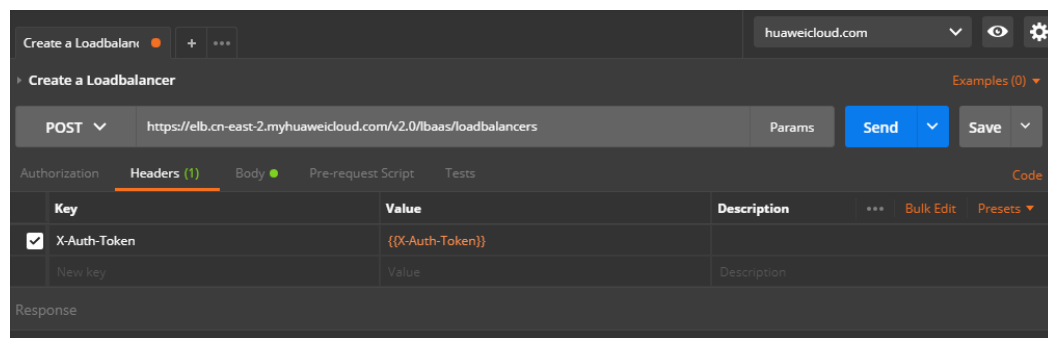 Create a Loadbalan
+
huaweicloud.com
Create a Loadbalancer
Examples (0)
POST https://elb.cn-east-2.myhuaweicloud.com/v2.0/lbaas/loadbalancers Params Send Save
Authorization Headers (1) Body Pre-request Script Tests Code
Key Value Description Bulk Edit Presets
X-Auth-Token {{X-Auth-Token}}
New key Value Description
Response